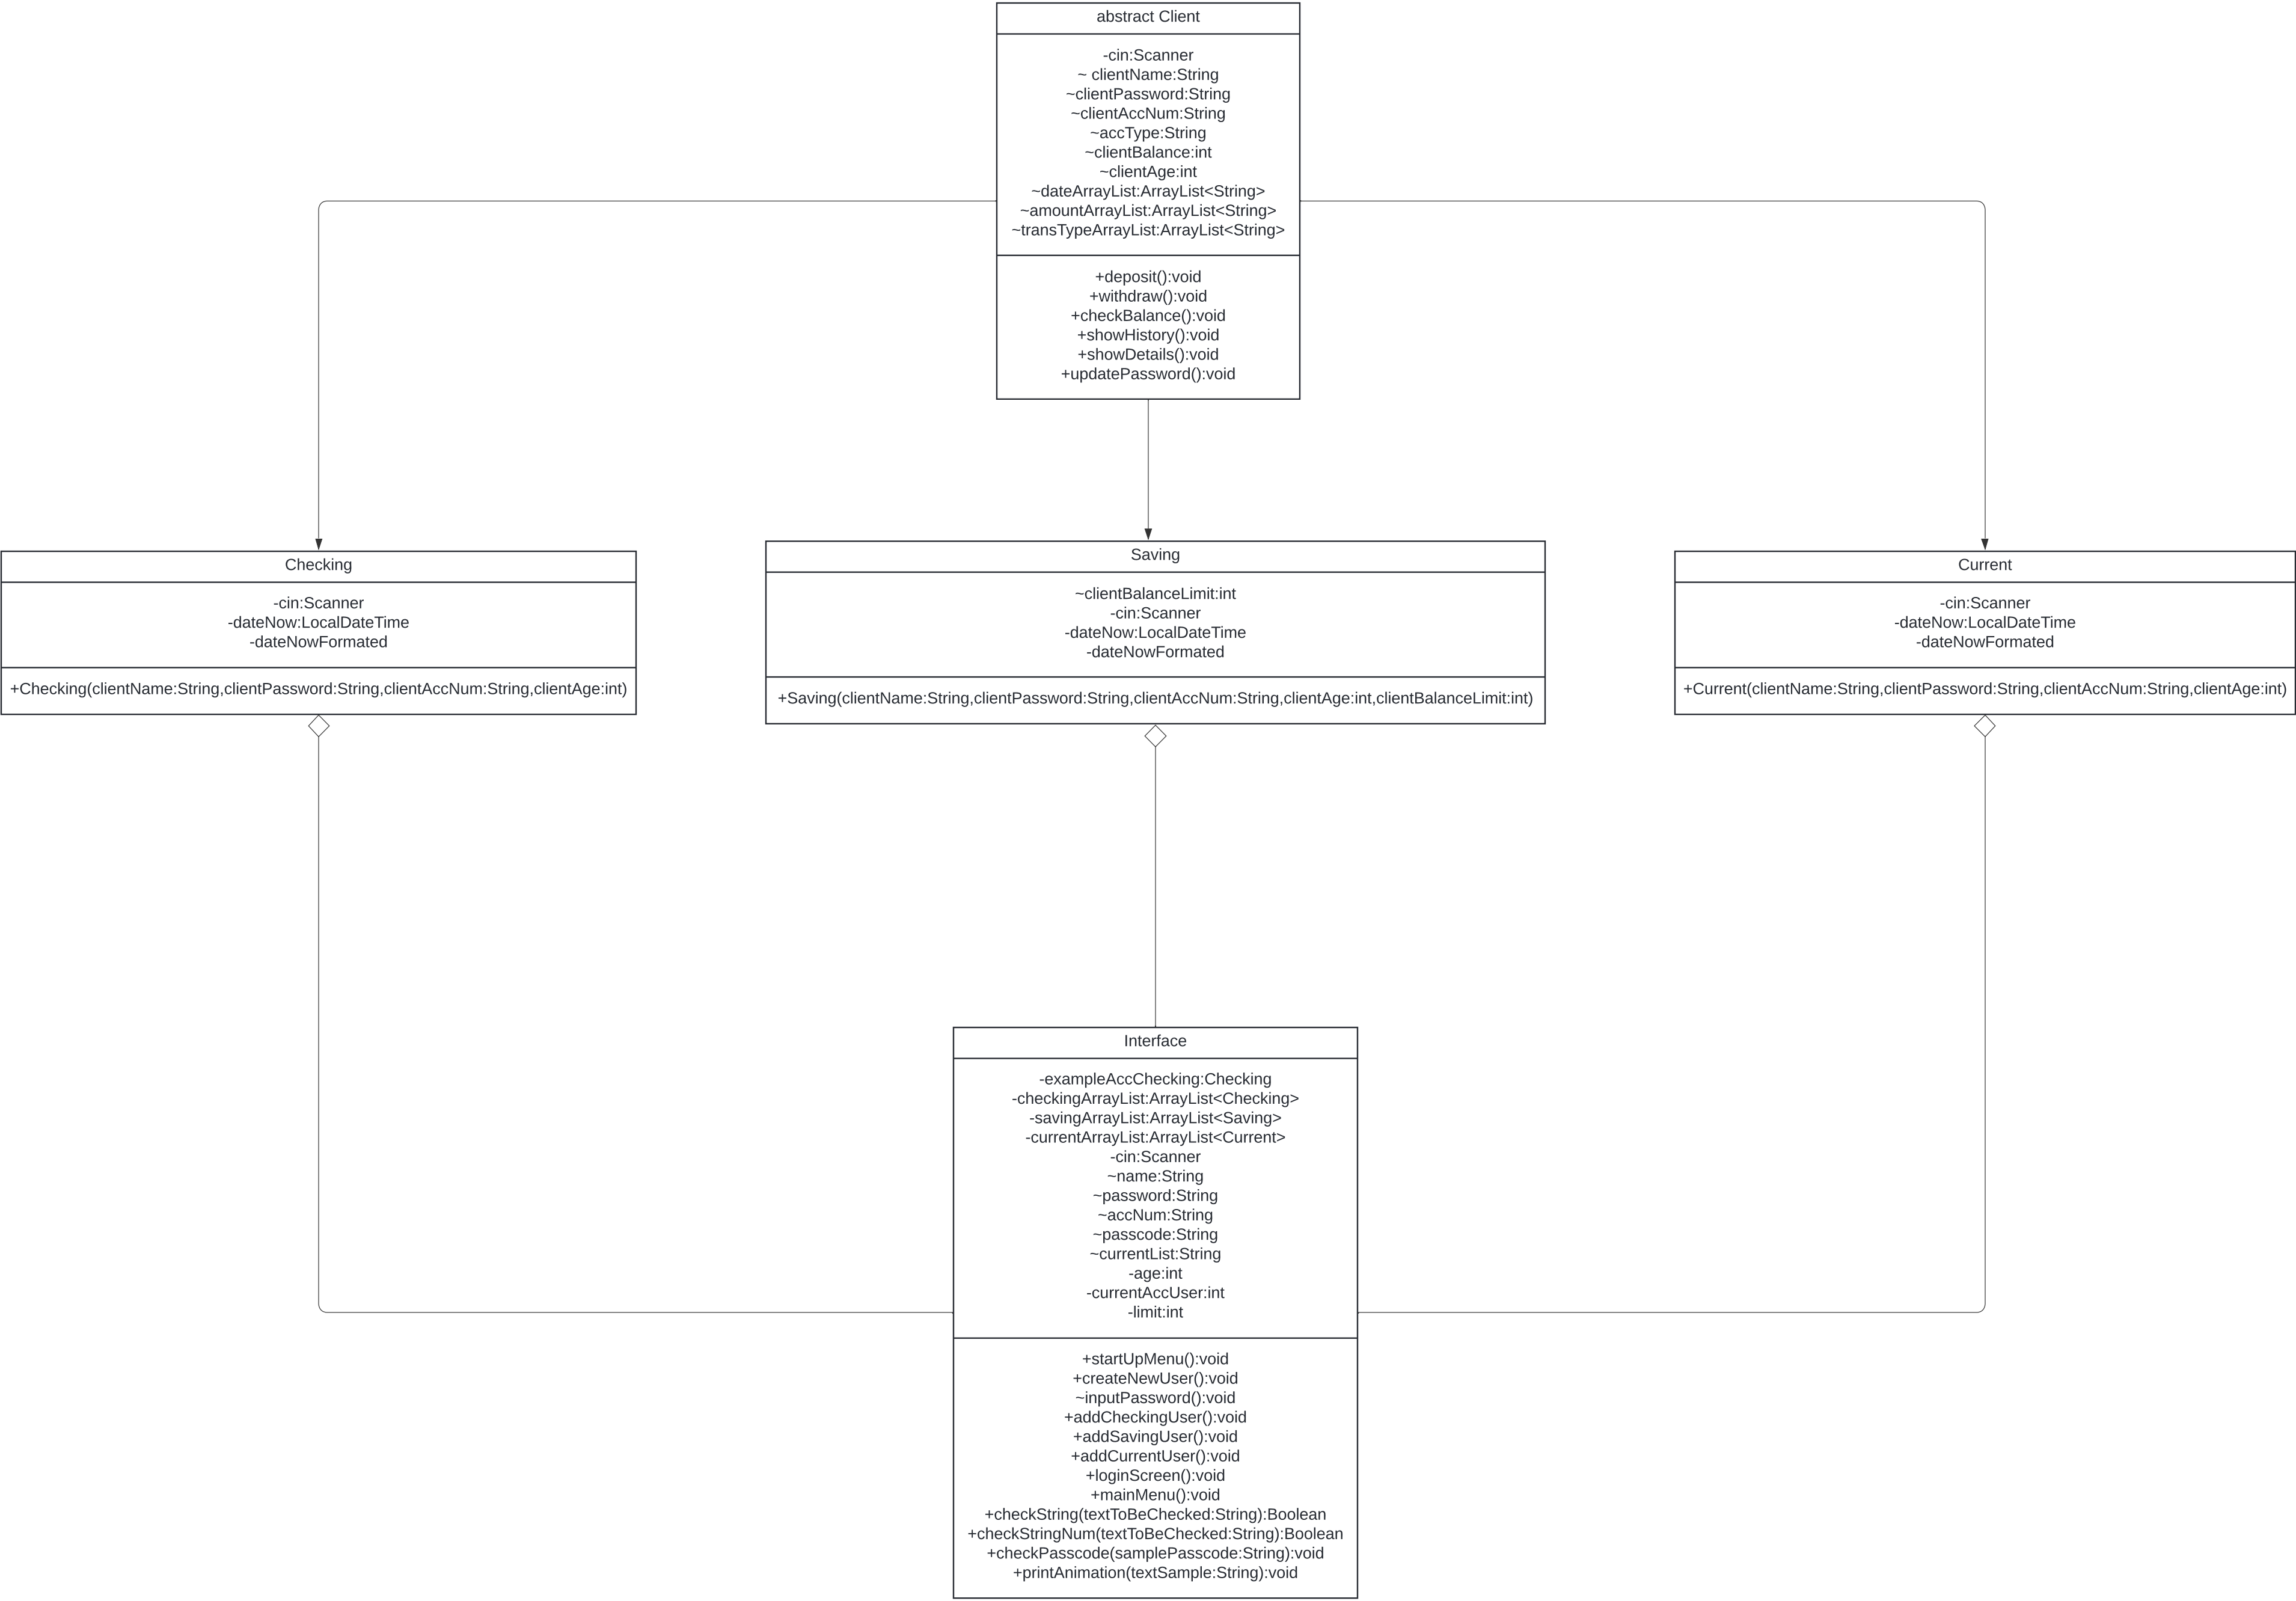 abstract Client
-cin:Scanner
~ clientName:String
~clientPassword:String
~clientAccNum:String
~accType:String
~clientBalance:int
~clientAge:int
~dateArrayList:ArrayList<String>
~amountArrayList:ArrayList<String>
~transTypeArrayList:ArrayList<String>
+deposit():void
+withdraw():void
+checkBalance():void
+showHistory():void
+showDetails():void
+updatePassword():void
Checking
-cin:Scanner
-dateNow:LocalDateTime
-dateNowFormated
+Checking(clientName:String,clientPassword:String,clientAccNum:String,clientAge:int)
Saving
~clientBalanceLimit:int
-cin:Scanner
-dateNow:LocalDateTime
-dateNowFormated
+Saving(clientName:String,clientPassword:String,clientAccNum:String,clientAge:int,clientBalanceLimit:int)
Current
-cin:Scanner
-dateNow:LocalDateTime
-dateNowFormated
+Current(clientName:String,clientPassword:String,clientAccNum:String,clientAge:int)
Interface
-exampleAccChecking:Checking
-checkingArrayList:ArrayList<Checking>
-savingArrayList:ArrayList<Saving>
-currentArrayList:ArrayList<Current>
-cin:Scanner
~name:String
~password:String
~accNum:String
~passcode:String
~currentList:String
-age:int
-currentAccUser:int
-limit:int
+startUpMenu():void
+createNewUser():void
~inputPassword():void
+addCheckingUser():void
+addSavingUser():void
+addCurrentUser():void
+loginScreen():void
+mainMenu():void
+checkString(textToBeChecked:String):Boolean
+checkStringNum(textToBeChecked:String):Boolean
+checkPasscode(samplePasscode:String):void
+printAnimation(textSample:String):void